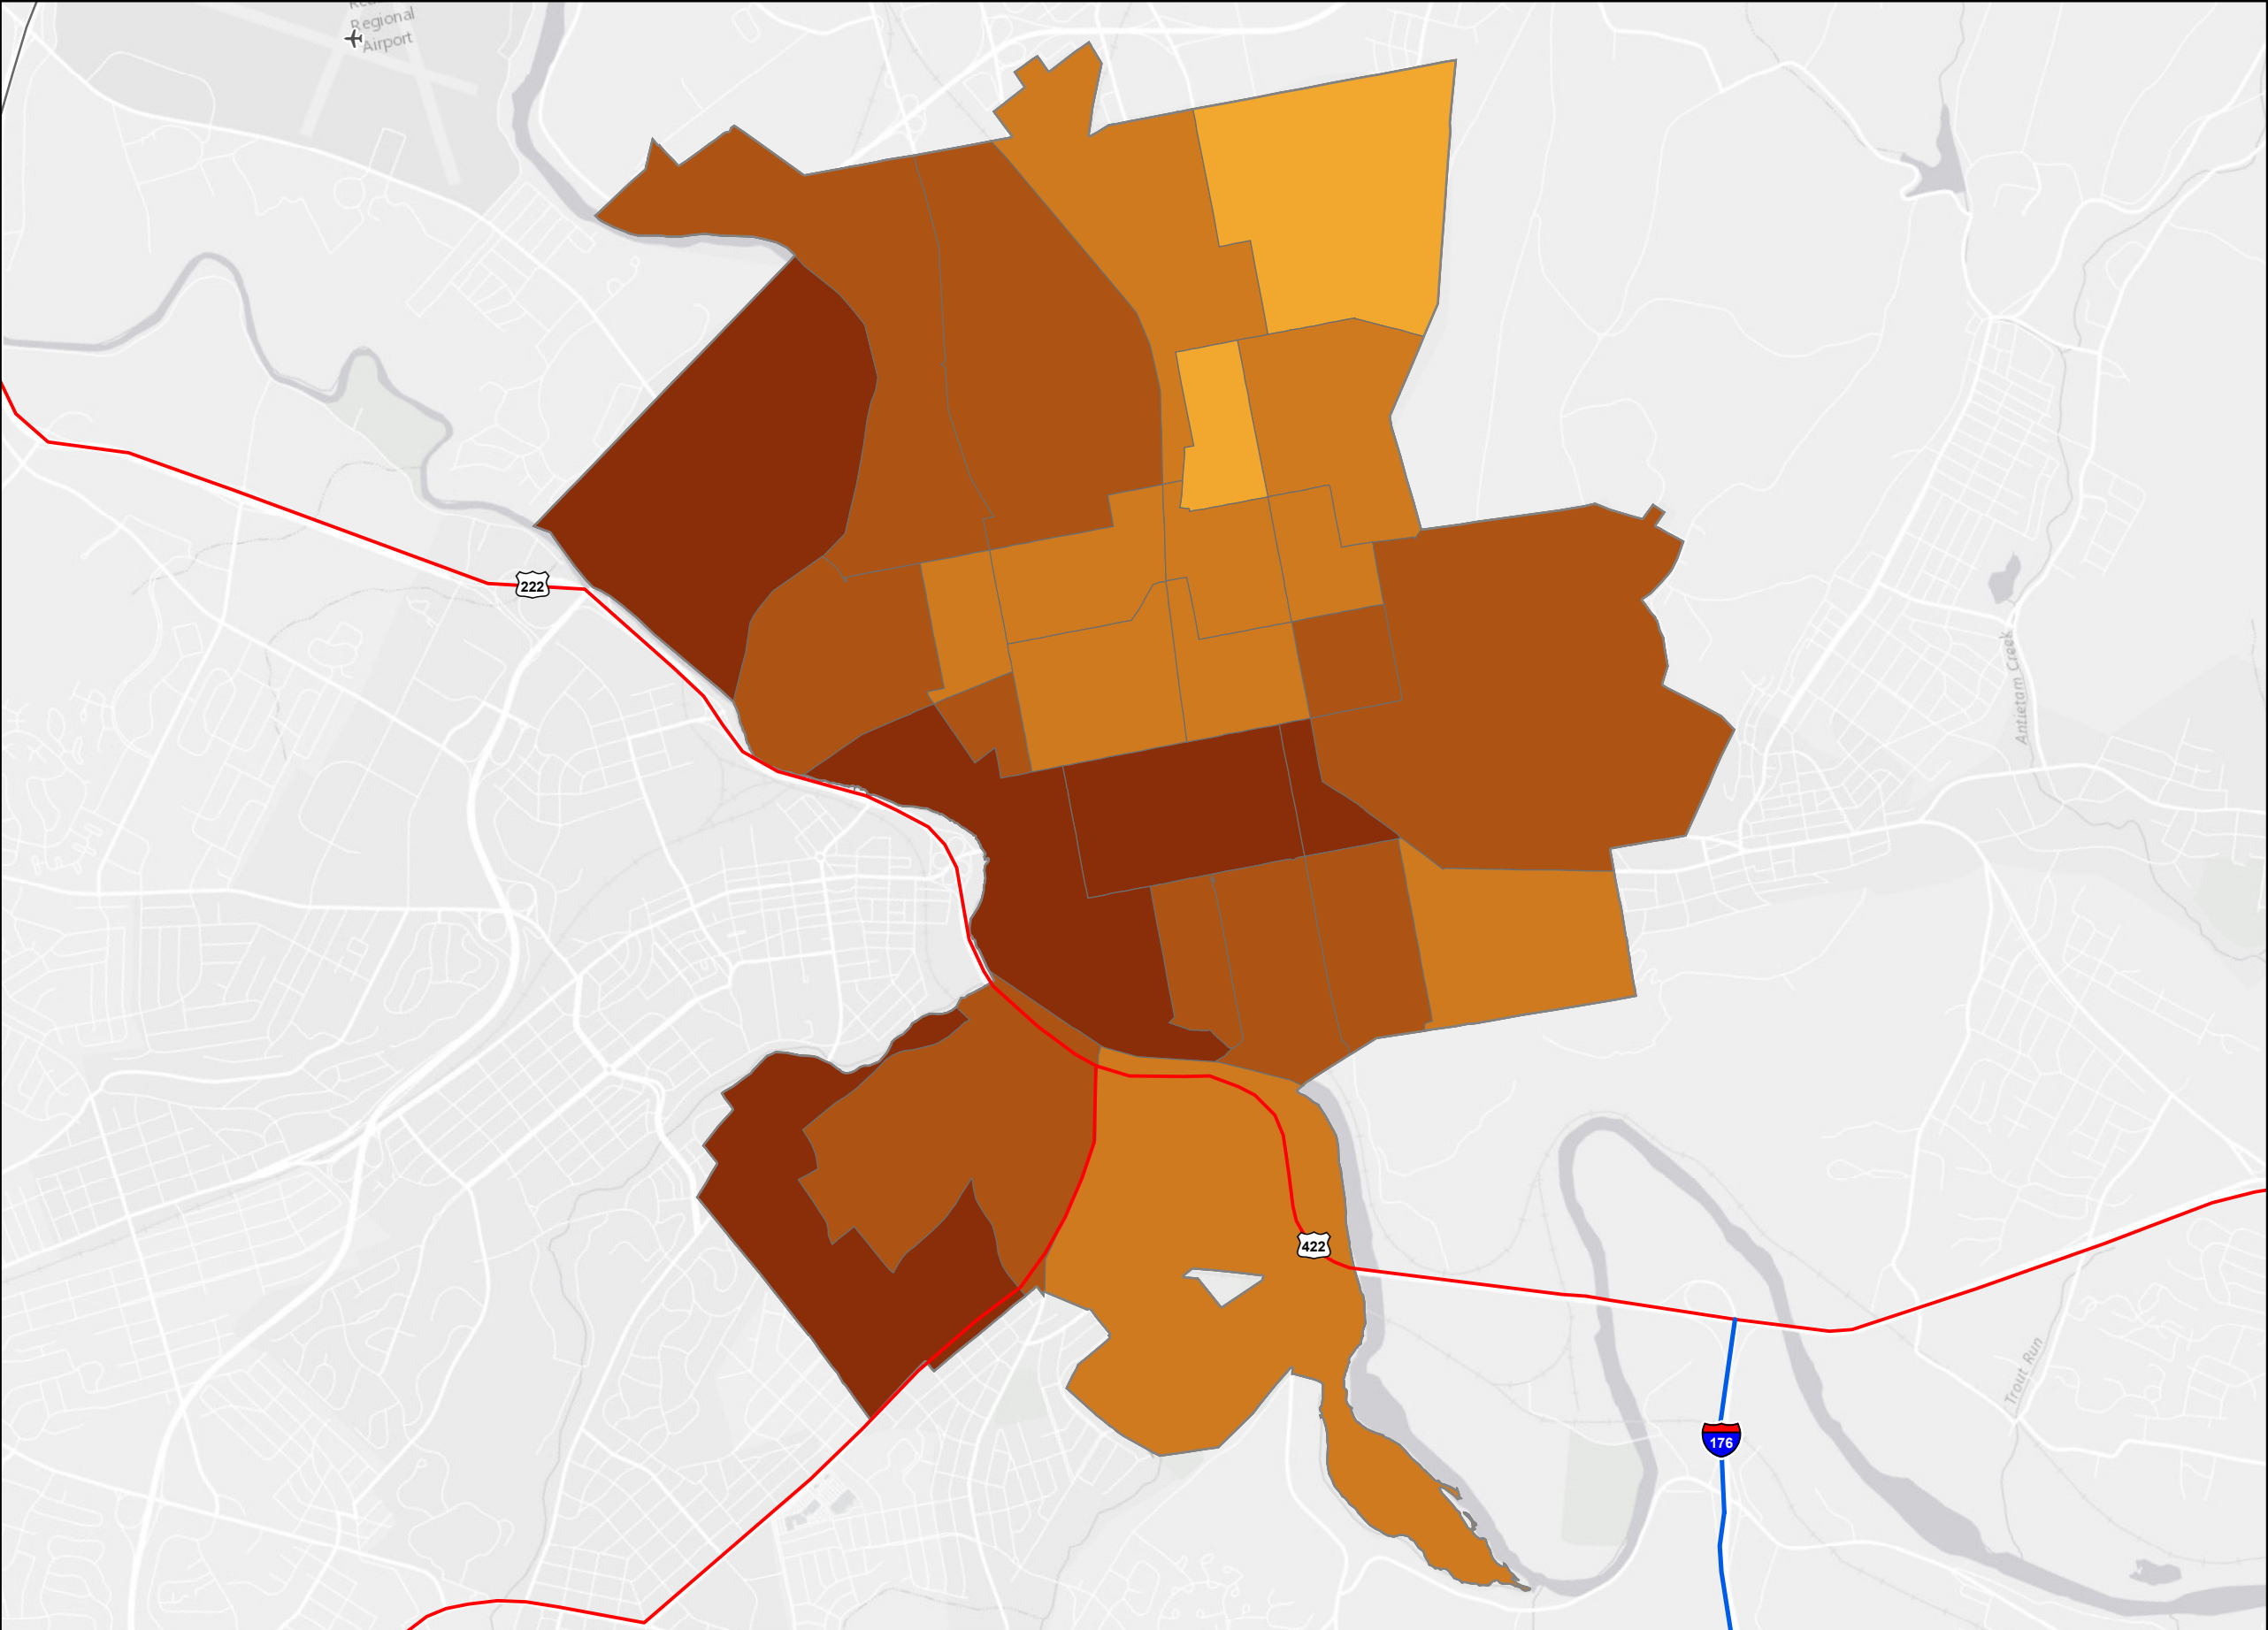 Regional
Airport
222
Antietam Creek
422
Trout Run
176